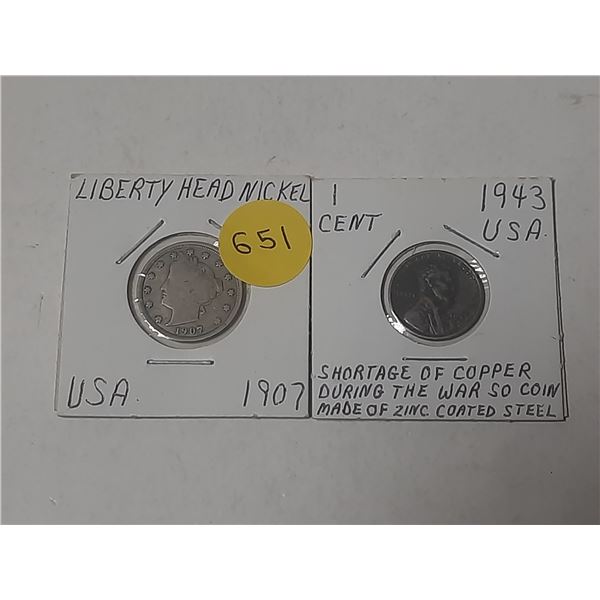 LIBERTY HEAD NICKEL
651
1907
USA. 1907
1 1943
CENT USA.
SHORTAGE OF COPPER
DURING THE WAR SO COIN
MADE OF ZINC COATED STEEL